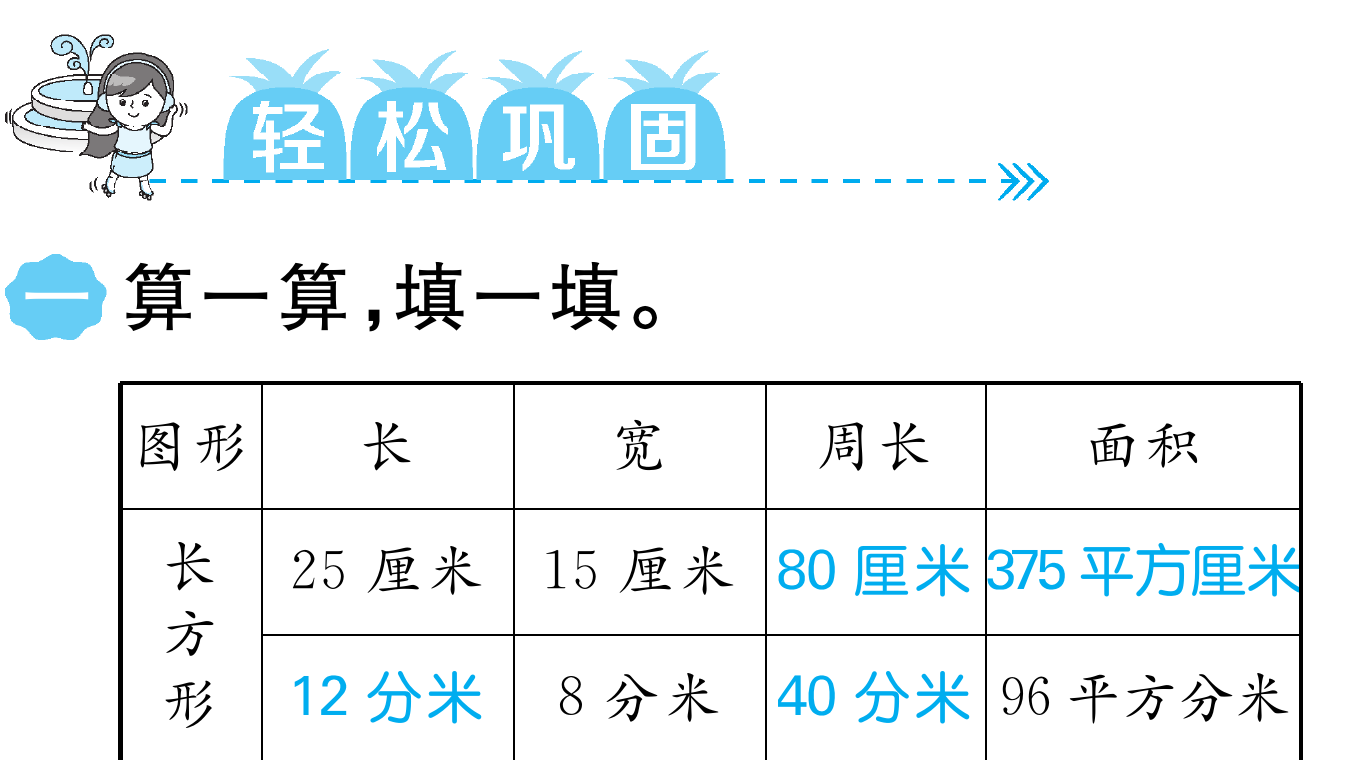 轻松巩固
一 算一算,填一填。
图形 长 宽 周长 面积
长方形 25 厘米 15 厘米 80 厘米 375 平方厘米
12 分米 8 分米 40 分米 96 平方分米